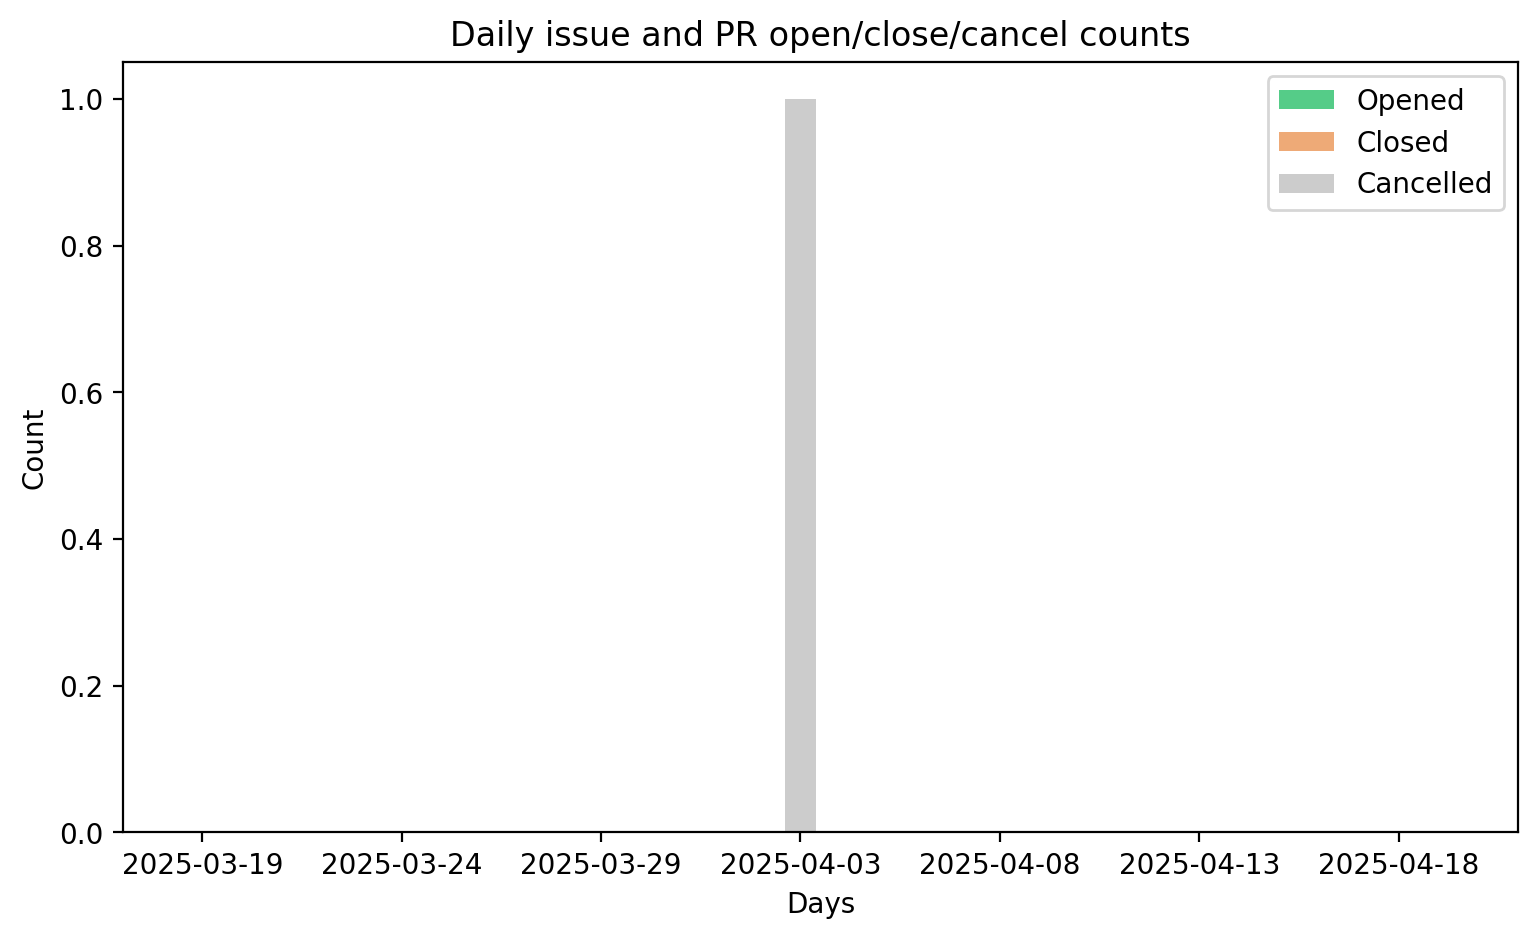 Daily issue and PR open/close/cancel counts
Opened
Closed
Cancelled
Count
1.0
0.8
0.6
0.4
0.2
0.0
2025-03-19 2025-03-24 2025-03-29 2025-04-03 2025-04-08 2025-04-13 2025-04-18
Days